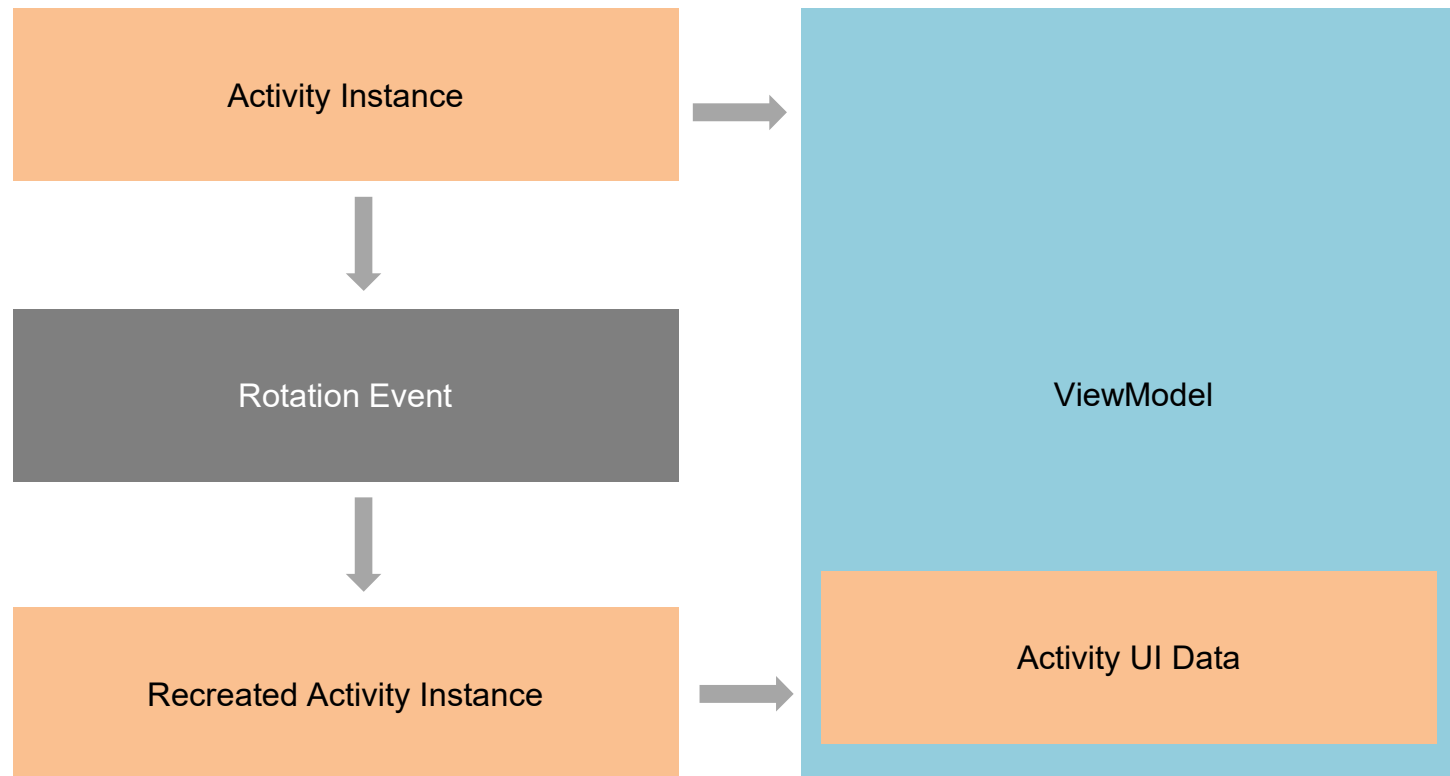 Activity Instance
Rotation Event
ViewModel
Activity UI Data
Recreated Activity Instance